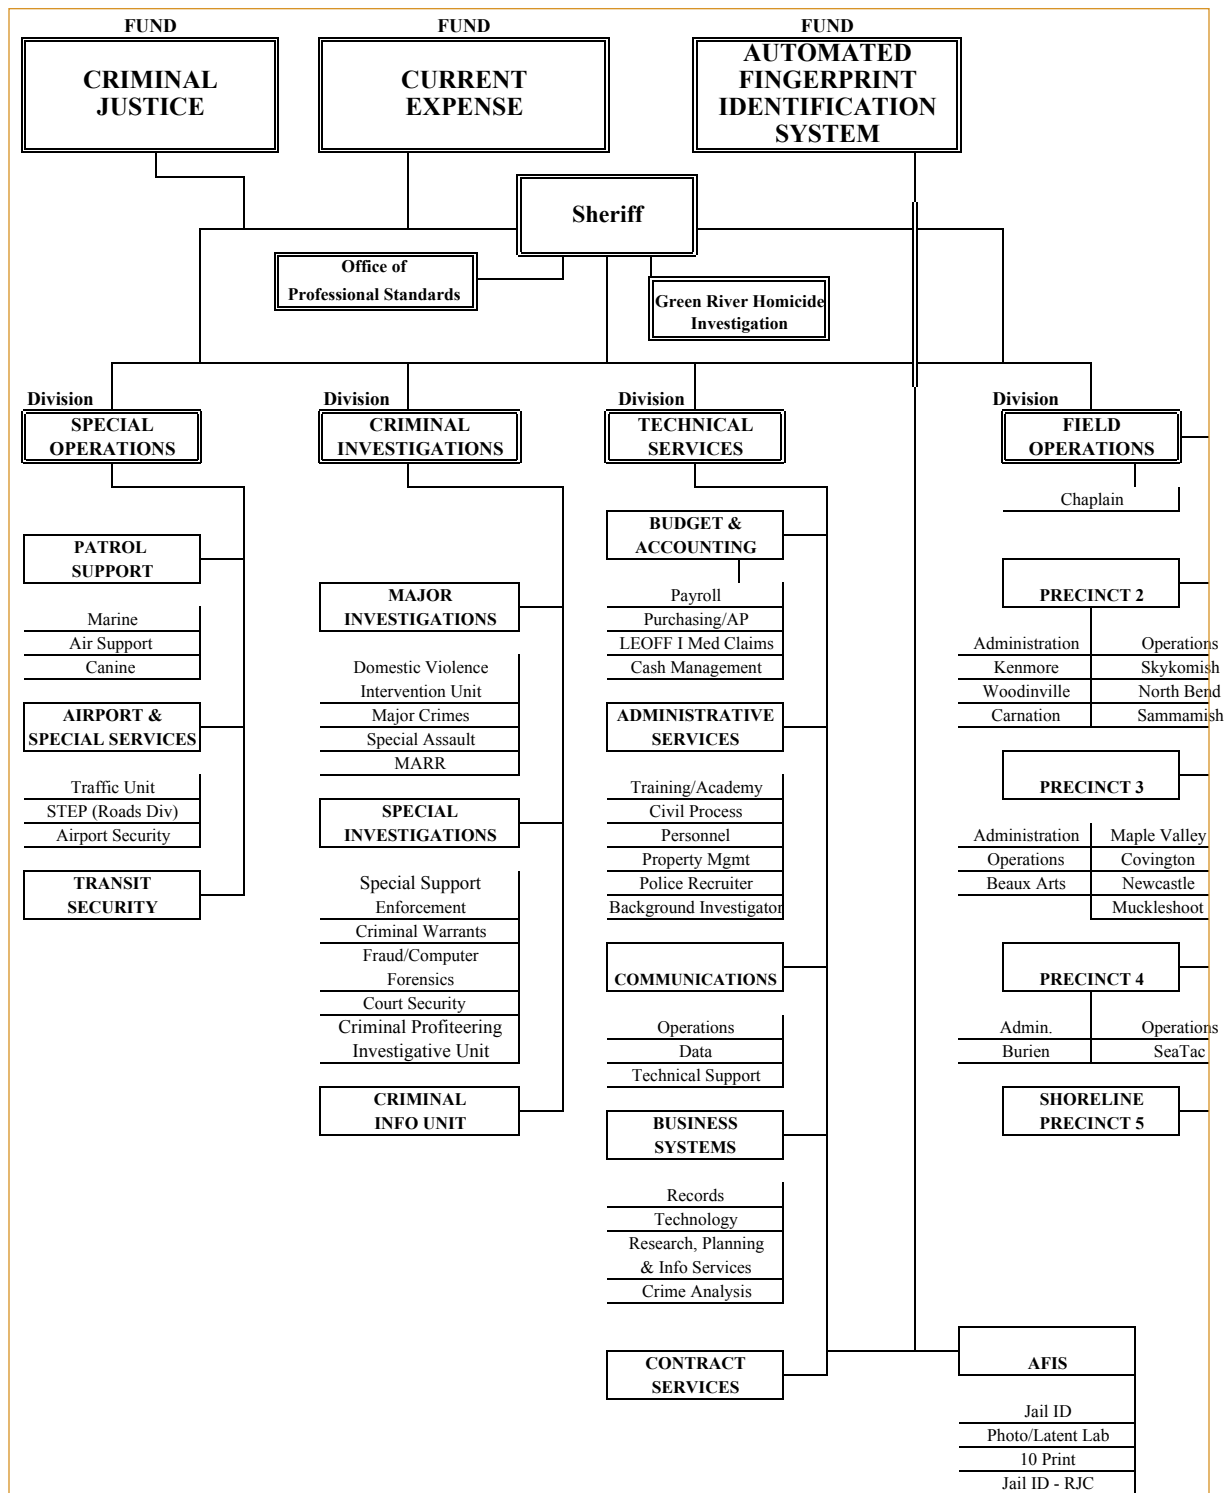 FUND
CRIMINAL
JUSTICE
FUND
CURRENT
EXPENSE
FUND
AUTOMATED
FINGERPRINT
IDENTIFICATION
SYSTEM
Sheriff
Office of
Professional Standards
Green River Homicide
Investigation
Division
SPECIAL
OPERATIONS
PATROL
SUPPORT
Marine
Air Support
Canine
AIRPORT &
SPECIAL SERVICES
Traffic Unit
STEP (Roads Div)
Airport Security
TRANSIT
SECURITY
Division
CRIMINAL
INVESTIGATIONS
MAJOR
INVESTIGATIONS
Domestic Violence
Intervention Unit
Major Crimes
Special Assault
MARR
SPECIAL
INVESTIGATIONS
Special Support
Enforcement
Criminal Warrants
Fraud/Computer
Forensics
Court Security
Criminal Profiteering
Investigative Unit
CRIMINAL
INFO UNIT
Division
TECHNICAL
SERVICES
BUDGET &
ACCOUNTING
Payroll
Purchasing/AP
LEOFF I Med Claims
Cash Management
ADMINISTRATIVE
SERVICES
Training/Academy
Civil Process
Personnel
Property Mgmt
Police Recruiter
Background Investigator
COMMUNICATIONS
Operations
Data
Technical Support
BUSINESS
SYSTEMS
Records
Technology
Research, Planning
& Info Services
Crime Analysis
CONTRACT
SERVICES
Division
FIELD
OPERATIONS
Chaplain
PRECINCT 2
Administration
Kenmore
Woodinville
Carnation
Operations
Skykomish
North Bend
Sammamish
PRECINCT 3
Administration
Operations
Beaux Arts
Maple Valley
Covington
Newcastle
Muckleshoot
PRECINCT 4
Admin.
Burien
Operations
SeaTac
SHORELINE
PRECINCT 5
AFIS
Jail ID
Photo/Latent Lab
10 Print
Jail ID - RJC